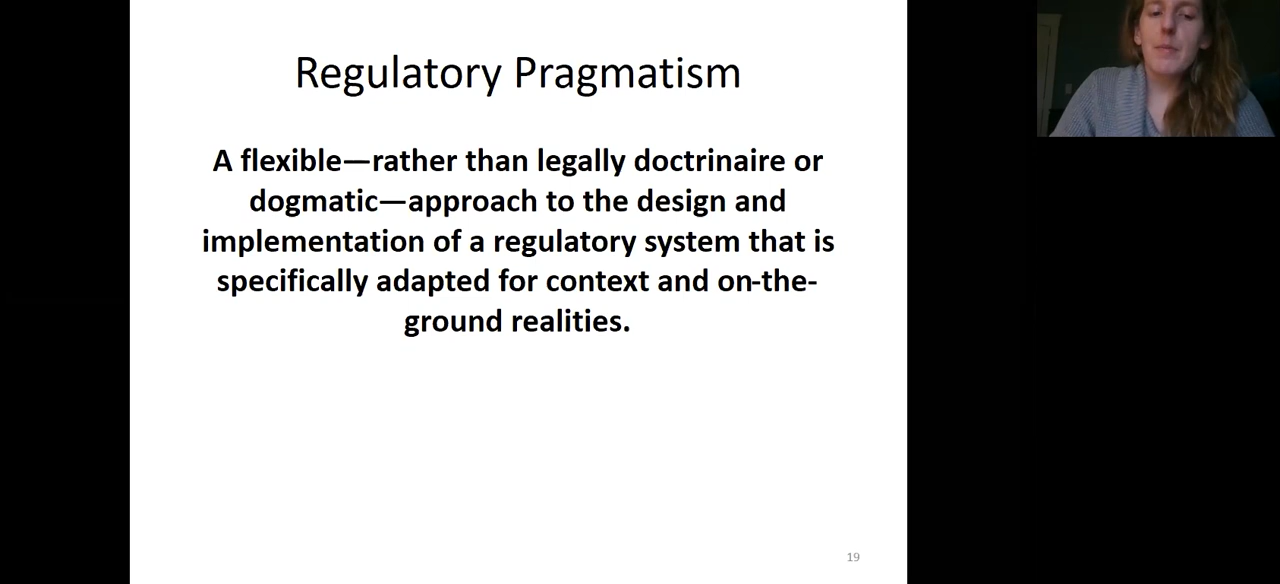 Regulatory Pragmatism
A flexible—rather than legally doctrinaire or
dogmatic—approach to the design and
implementation of a regulatory system that is
specifically adapted for context and on-the-
ground realities.
19